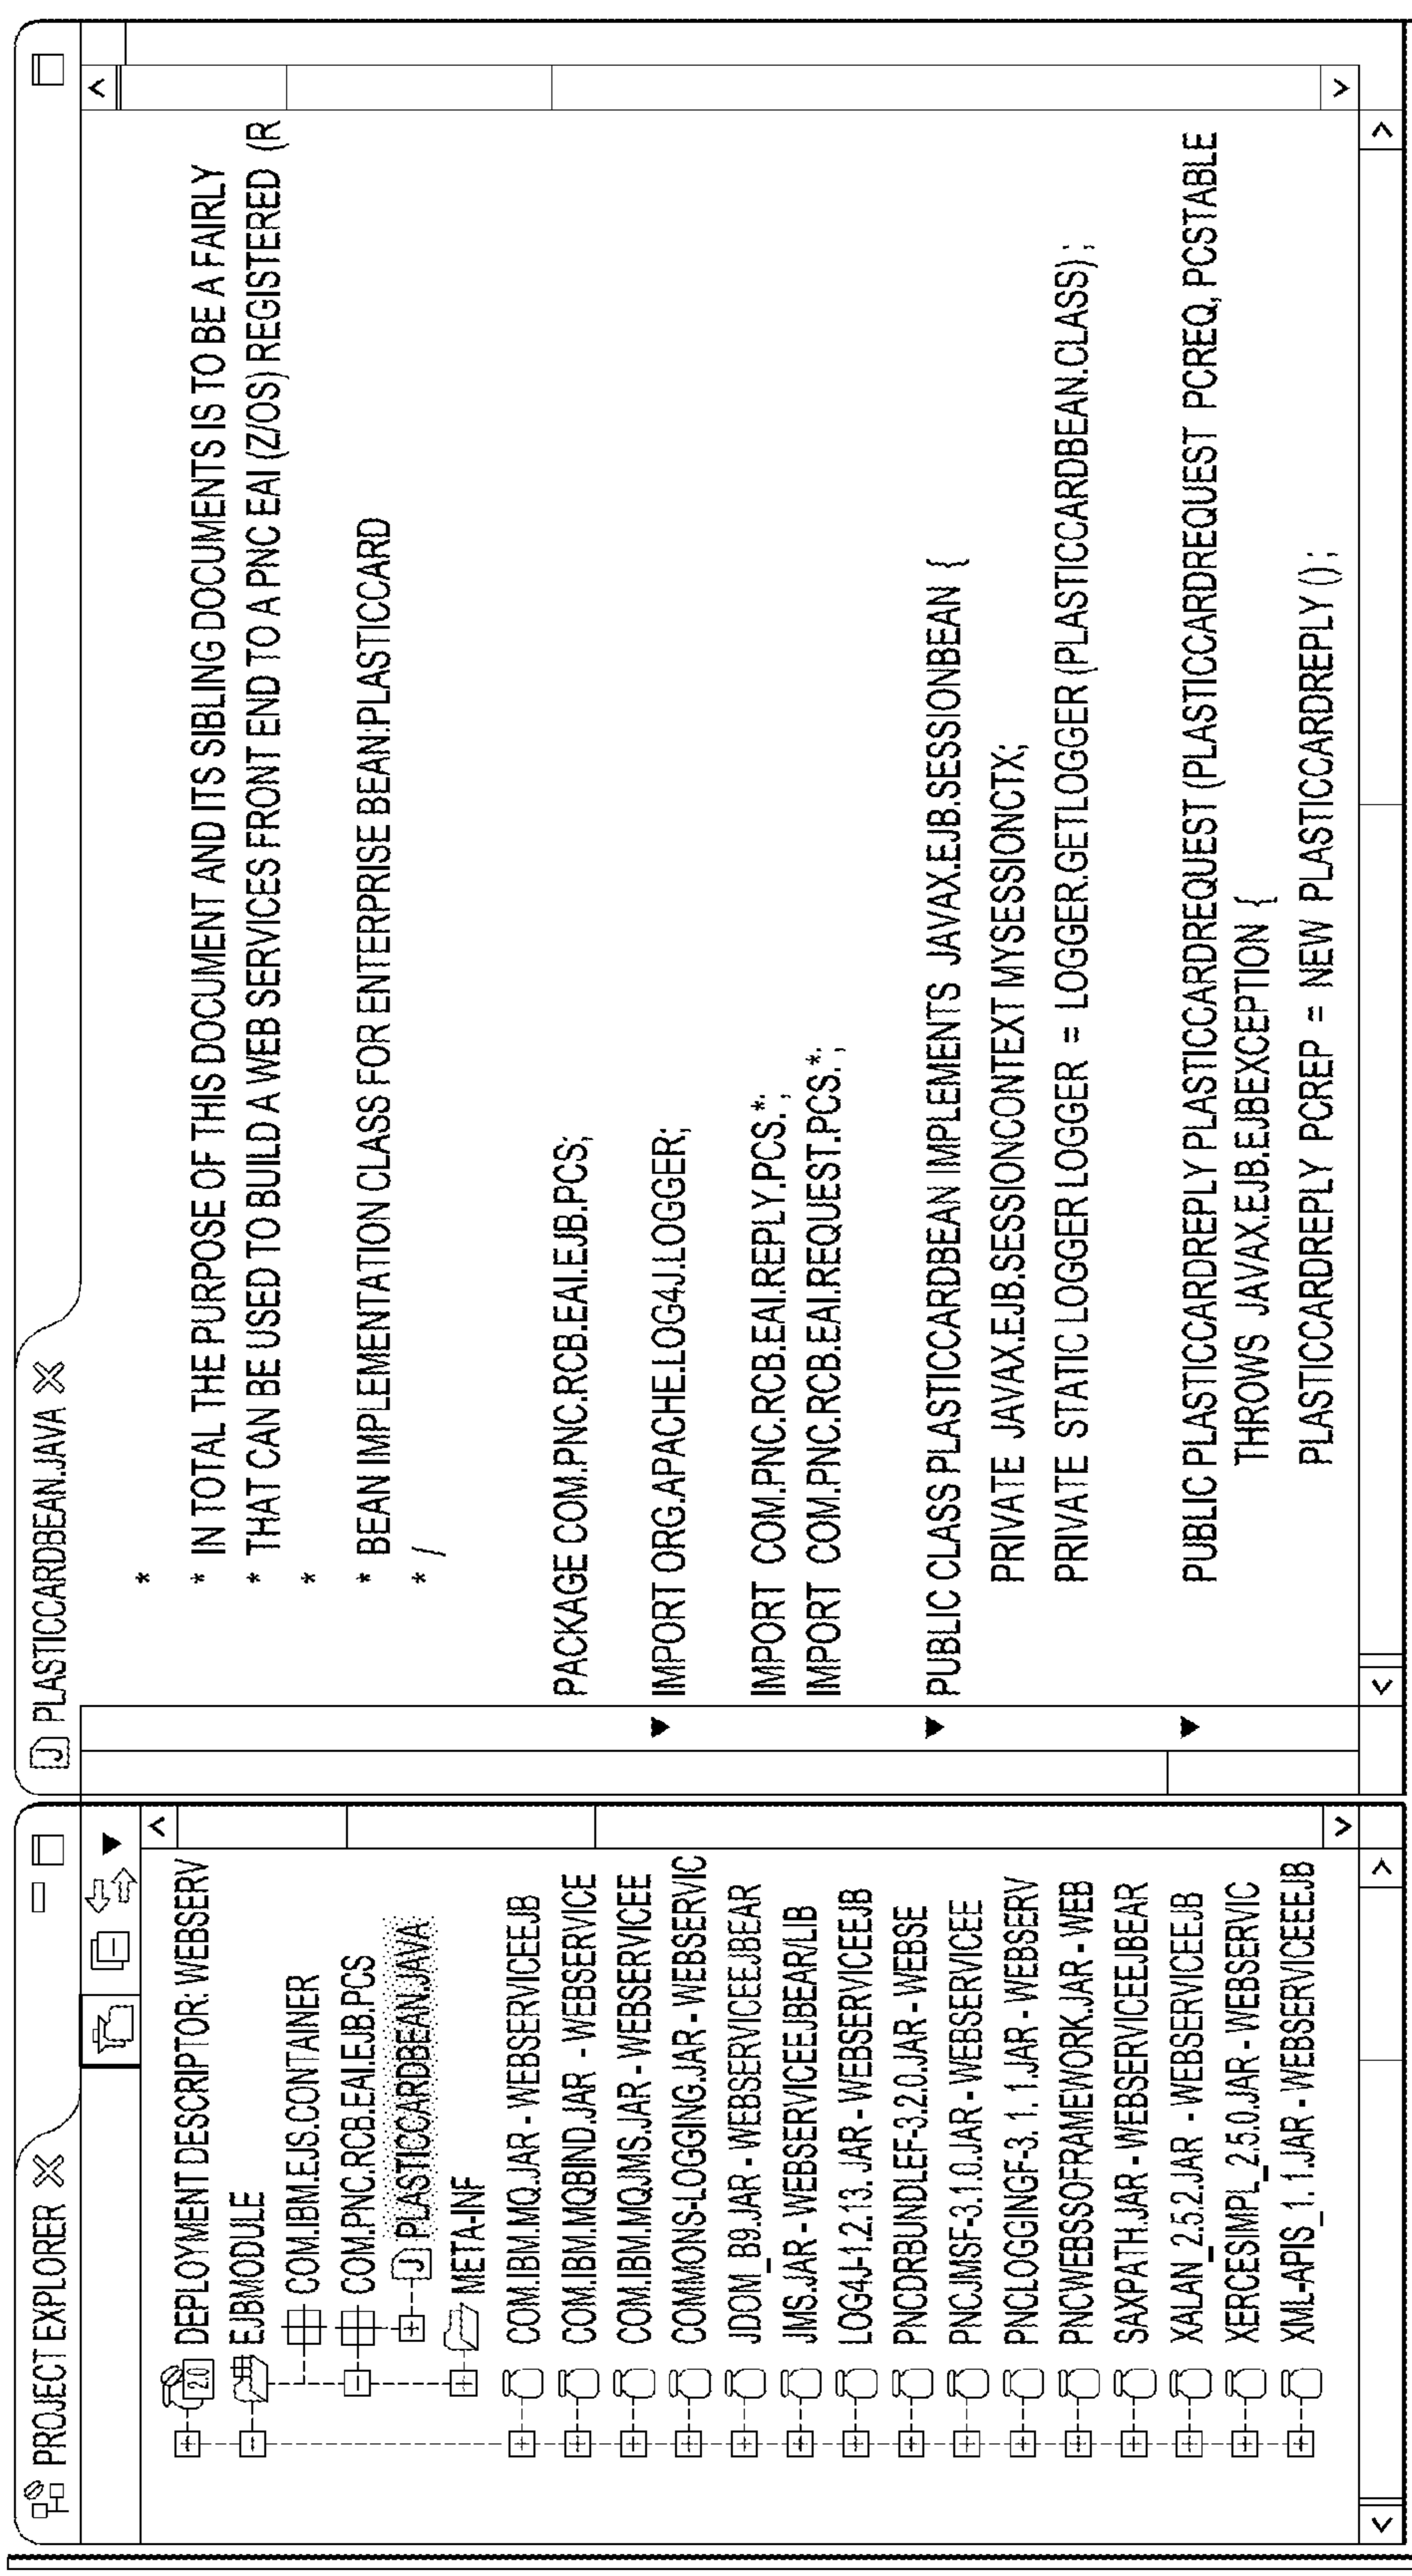 PROJECT EXPLORER
2.0 DEPLOYMENT DESCRIPTOR: WEBSERV
EJBMODULE
COM.IBM.EJS.CONTAINER
COM.PNC.RCB.EAI.EJB.PCS
J PLASTICCARDBEAN.JAVA
META-INF
COM.IBM.MQ.JAR - WEBSERVICEEJB
COM.IBM.MQBIND.JAR - WEBSERVICE
COM.IBM.MQJMS.JAR - WEBSERVICEE
COMMONS-LOGGING.JAR - WEBSERVIC
JDOM_B9.JAR - WEBSERVICEEJBEAR
JMS.JAR - WEBSERVICEEJBEAR/LIB
LOG4J-1.2.13. JAR - WEBSERVICEEJB
PNCDRBUNDLEF-3.2.0.JAR - WEBSE
PNCJMSF-3.1.0.JAR - WEBSERVICEE
PNCLOGGINGF-3. 1. 1.JAR - WEBSERV
PNCWEBSSOFRAMEWORK.JAR - WEB
SAXPATH.JAR - WEBSERVICEEJBEAR
XALAN_2.5.2.JAR - WEBSERVICEEJB
XERCESIMPL_2.5.0.JAR - WEBSERVIC
XML-APIS_1. 1.JAR - WEBSERVICEEEJB
J PLASTICCARDBEAN.JAVA
*
* IN TOTAL THE PURPOSE OF THIS DOCUMENT AND ITS SIBLING DOCUMENTS IS TO BE A FAIRLY
* THAT CAN BE USED TO BUILD A WEB SERVICES FRONT END TO A PNC EAI (Z/OS) REGISTERED (R
*
* BEAN IMPLEMENTATION CLASS FOR ENTERPRISE BEAN:PLASTICCARD
* /
PACKAGE COM.PNC.RCB.EAI.EJB.PCS;
IMPORT ORG.APACHE.LOG4J.LOGGER;
IMPORT COM.PNC.RCB.EAI.REPLY.PCS.*;
IMPORT COM.PNC.RCB.EAI.REQUEST.PCS.*;
PUBLIC CLASS PLASTICCARDBEAN IMPLEMENTS JAVAX.EJB.SESSIONBEAN {
PRIVATE JAVAX.EJB.SESSIONCONTEXT MYSESSIONCTX;
PRIVATE STATIC LOGGER LOGGER = LOGGER.GETLOGGER (PLASTICCARDBEAN.CLASS) ;
PUBLIC PLASTICCARDREPLY PLASTICCARDREQUEST (PLASTICCARDREQUEST PCREQ, PCSTABLE
THROWS JAVAX.EJB.EJBEXCEPTION {
PLASTICCARDREPLY PCREP = NEW PLASTICCARDREPLY () ;